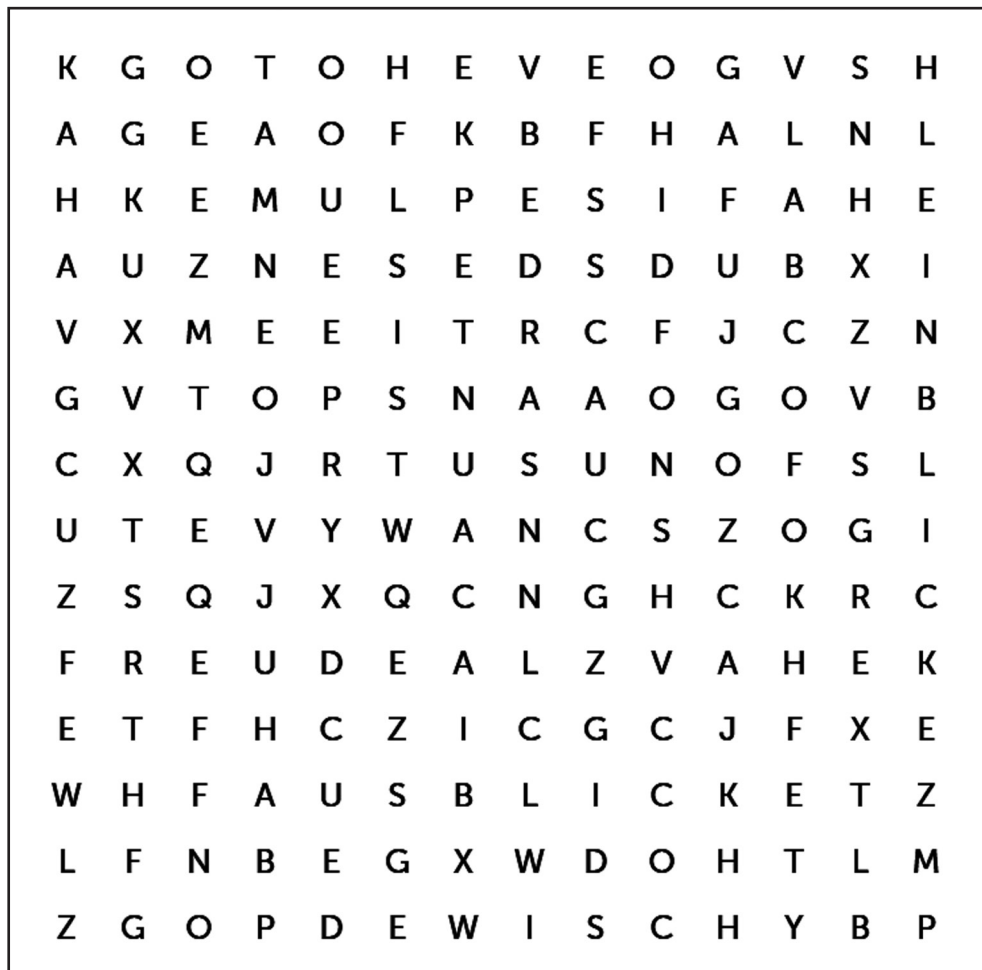 K G O T O H E V E O G V S H
A G E A O F K B F H A L N L
H K E M U L P E S I F A H E
A U Z N E S E D S D U B X I
V X M E E I T R C F J C Z N
G V T O P S N A A O G O V B
C X Q J R T U S U N O F S L
U T E V Y W A N C S Z O G I
Z S Q J X Q C N G H C K R C
F R E U D E A L Z V A H E K
E T F H C Z I C G C J F X E
W H F A U S B L I C K E T Z
L F N B E G X W D O H T L M
Z G O P D E W I S C H Y B P